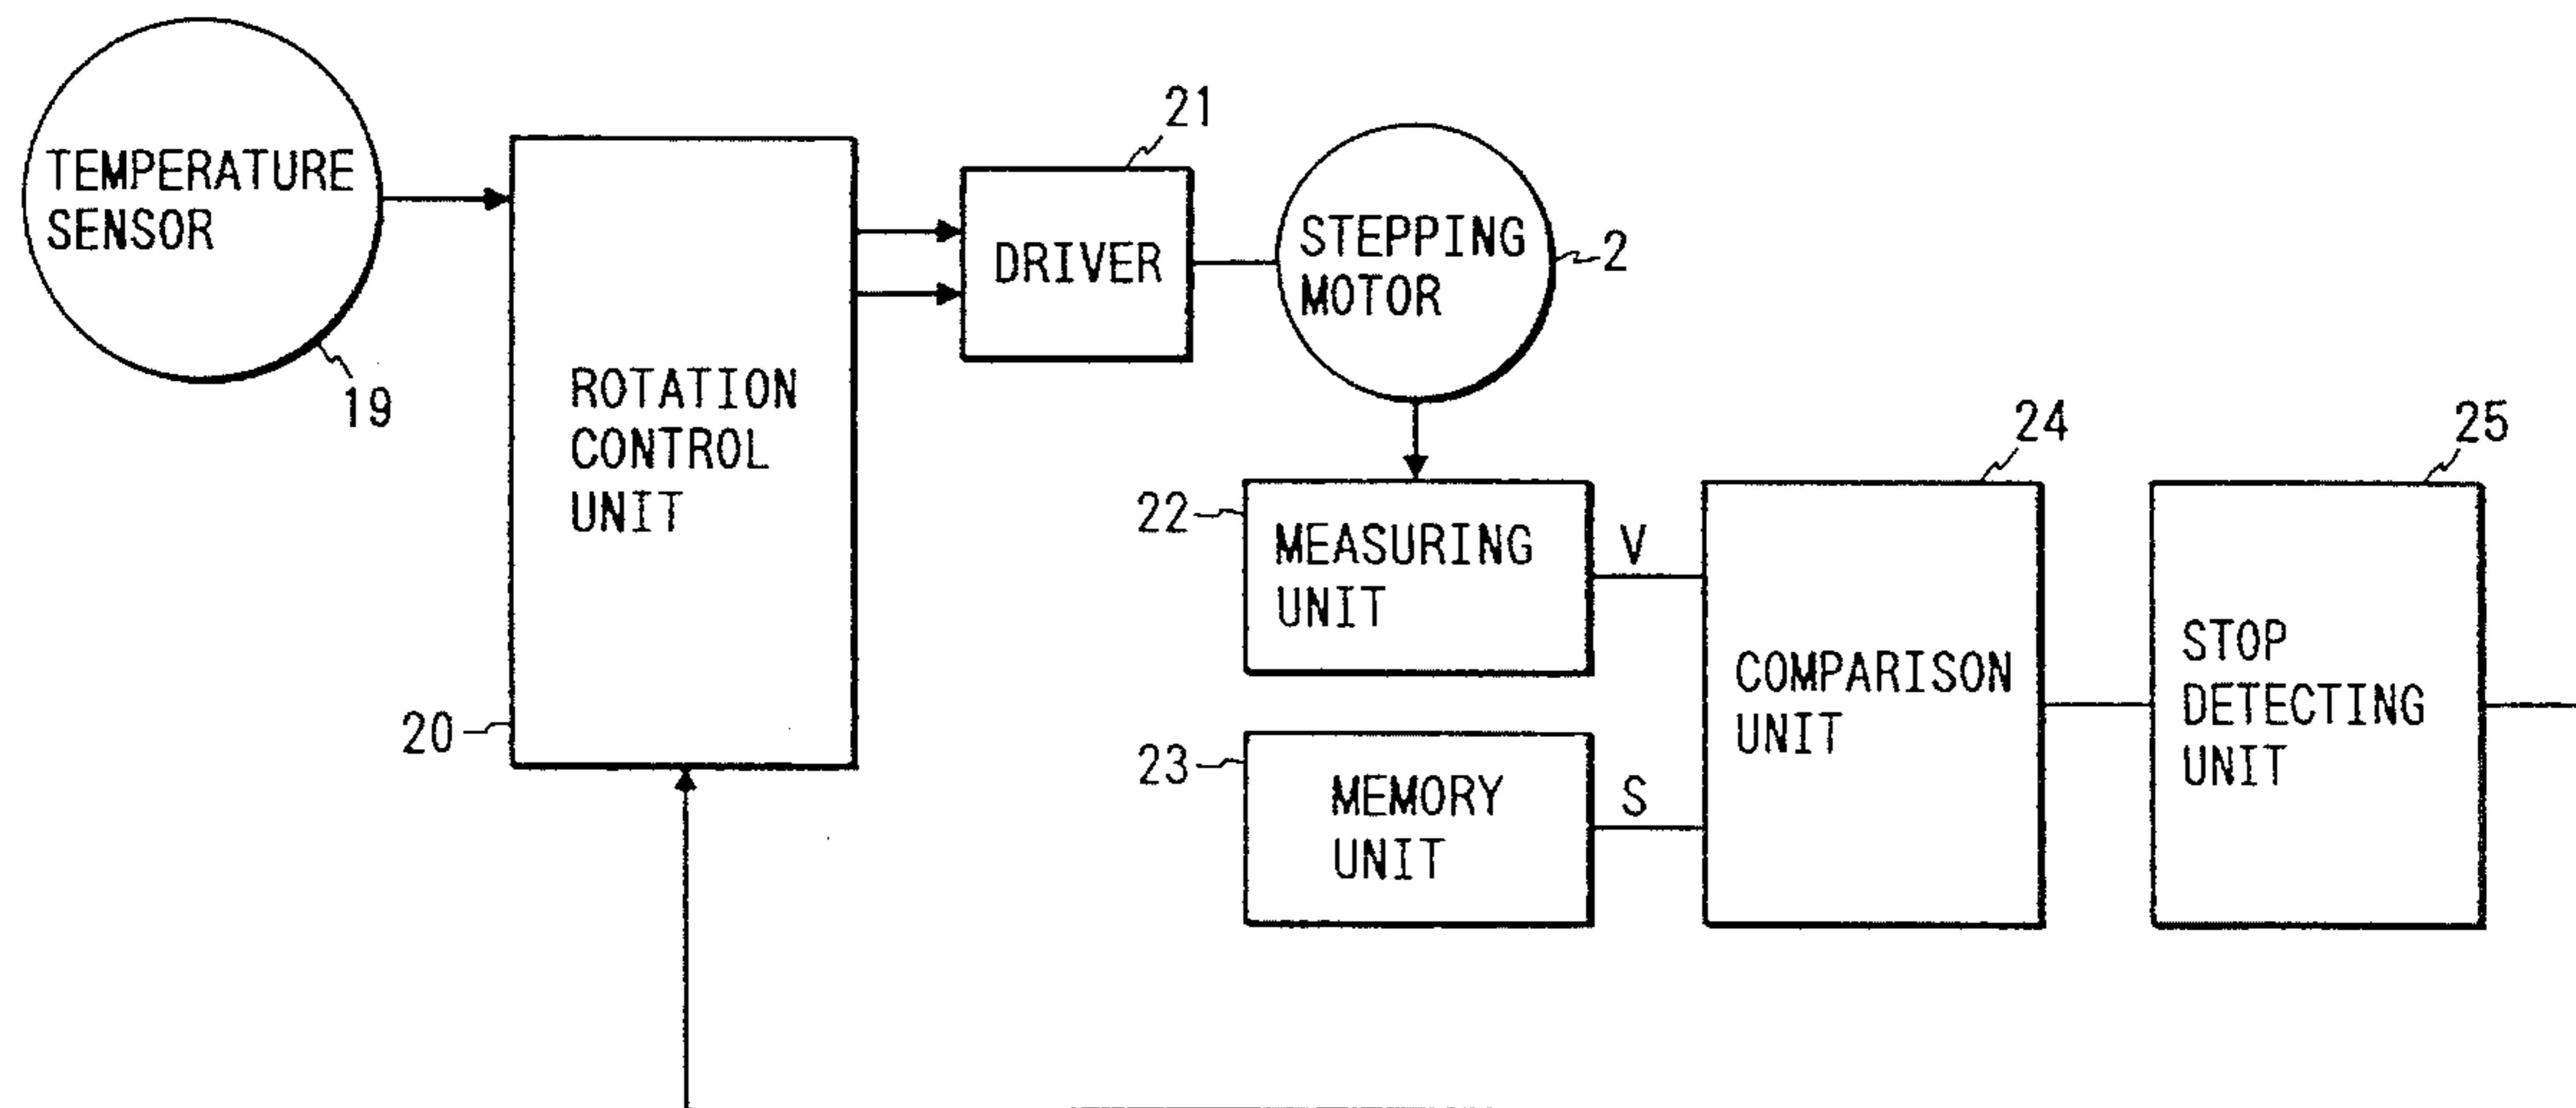 TEMPERATURE
SENSOR
19
ROTATION
CONTROL
UNIT
20
21
DRIVER
STEPPING
MOTOR
2
22
MEASURING
UNIT
V
23
MEMORY
UNIT
S
24
COMPARISON
UNIT
25
STOP
DETECTING
UNIT